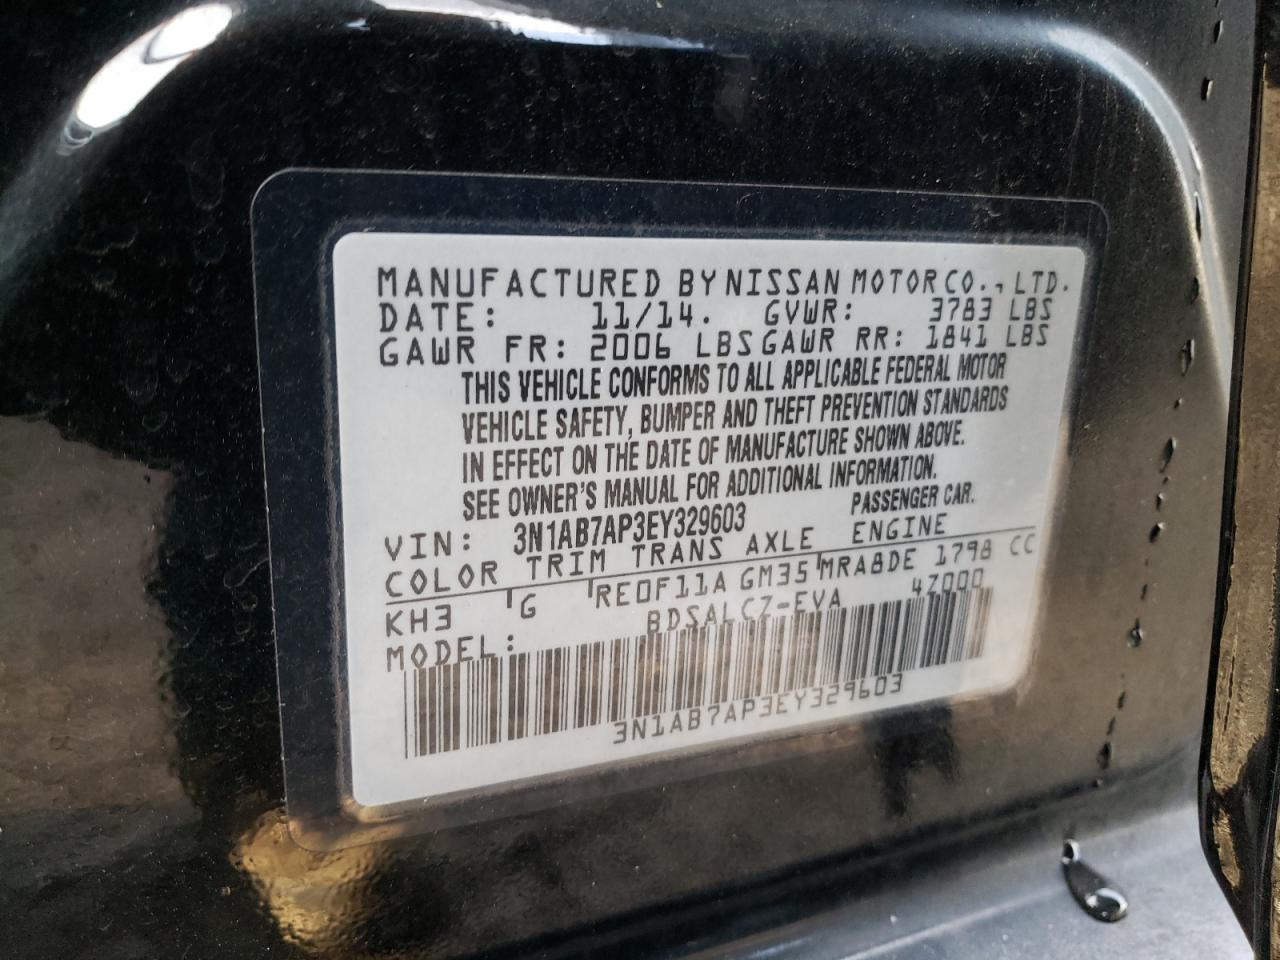 MANUFACTURED BY NISSAN MOTOR CO., LTD.
DATE: 11/14. GVWR: 3783 LBS
GAWR FR: 2006 LBS GAWR RR: 1841 LBS
THIS VEHICLE CONFORMS TO ALL APPLICABLE FEDERAL MOTOR
VEHICLE SAFETY, BUMPER AND THEFT PREVENTION STANDARDS
IN EFFECT ON THE DATE OF MANUFACTURE SHOWN ABOVE.
SEE OWNER'S MANUAL FOR ADDITIONAL INFORMATION.
VIN: 3N1AB7AP3EY329603 PASSENGER CAR.
COLOR TRIM TRANS AXLE ENGINE
KH3 G RE0F11A GM35 MRA8DE 1798 CC
MODEL: BDSALCZ-EVA 4Z000
3N1AB7AP3EY329603